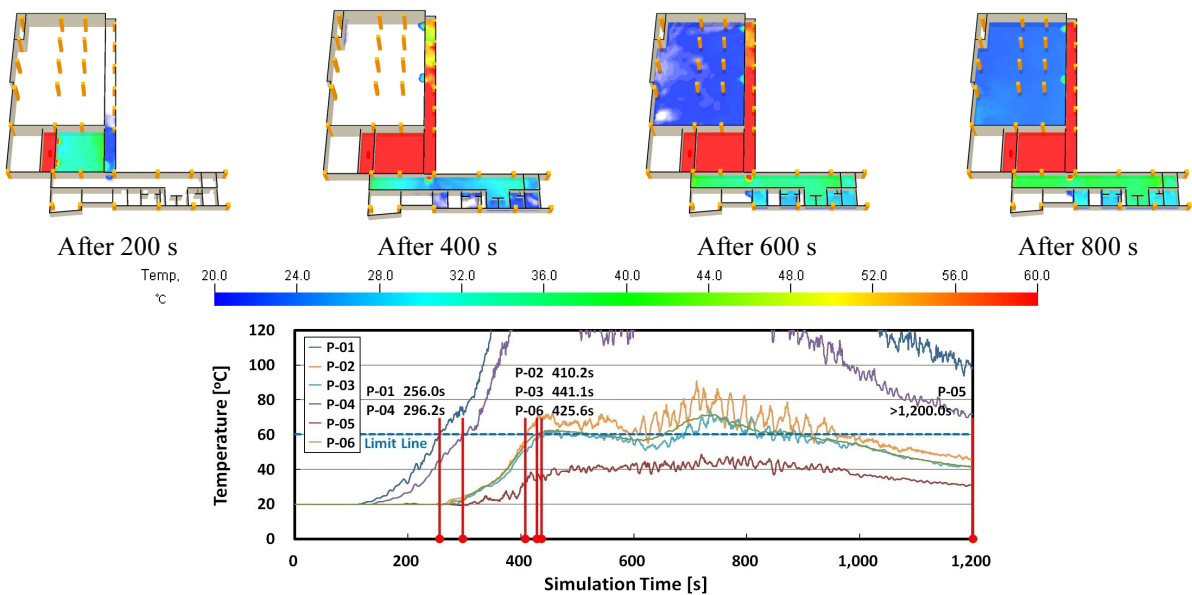 After 200 s
After 400 s
After 600 s
After 800 s
Temp, 20.0 24.0 28.0 32.0 36.0 40.0 44.0 48.0 52.0 56.0 60.0
℃
120
100
80
60
40
20
0
Temperature [ºC]
P-01
P-02
P-03
P-04
P-05
P-06
Limit Line
P-01 256.0s
P-04 296.2s
P-02 410.2s
P-03 441.1s
P-06 425.6s
P-05
>1,200.0s
0 200 400 600 800 1,000 1,200
Simulation Time [s]